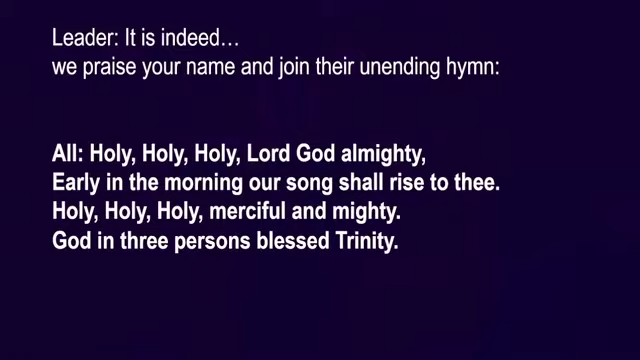 Leader: It is indeed…
we praise your name and join their unending hymn:
All: Holy, Holy, Holy, Lord God almighty,
Early in the morning our song shall rise to thee.
Holy, Holy, Holy, merciful and mighty.
God in three persons blessed Trinity.